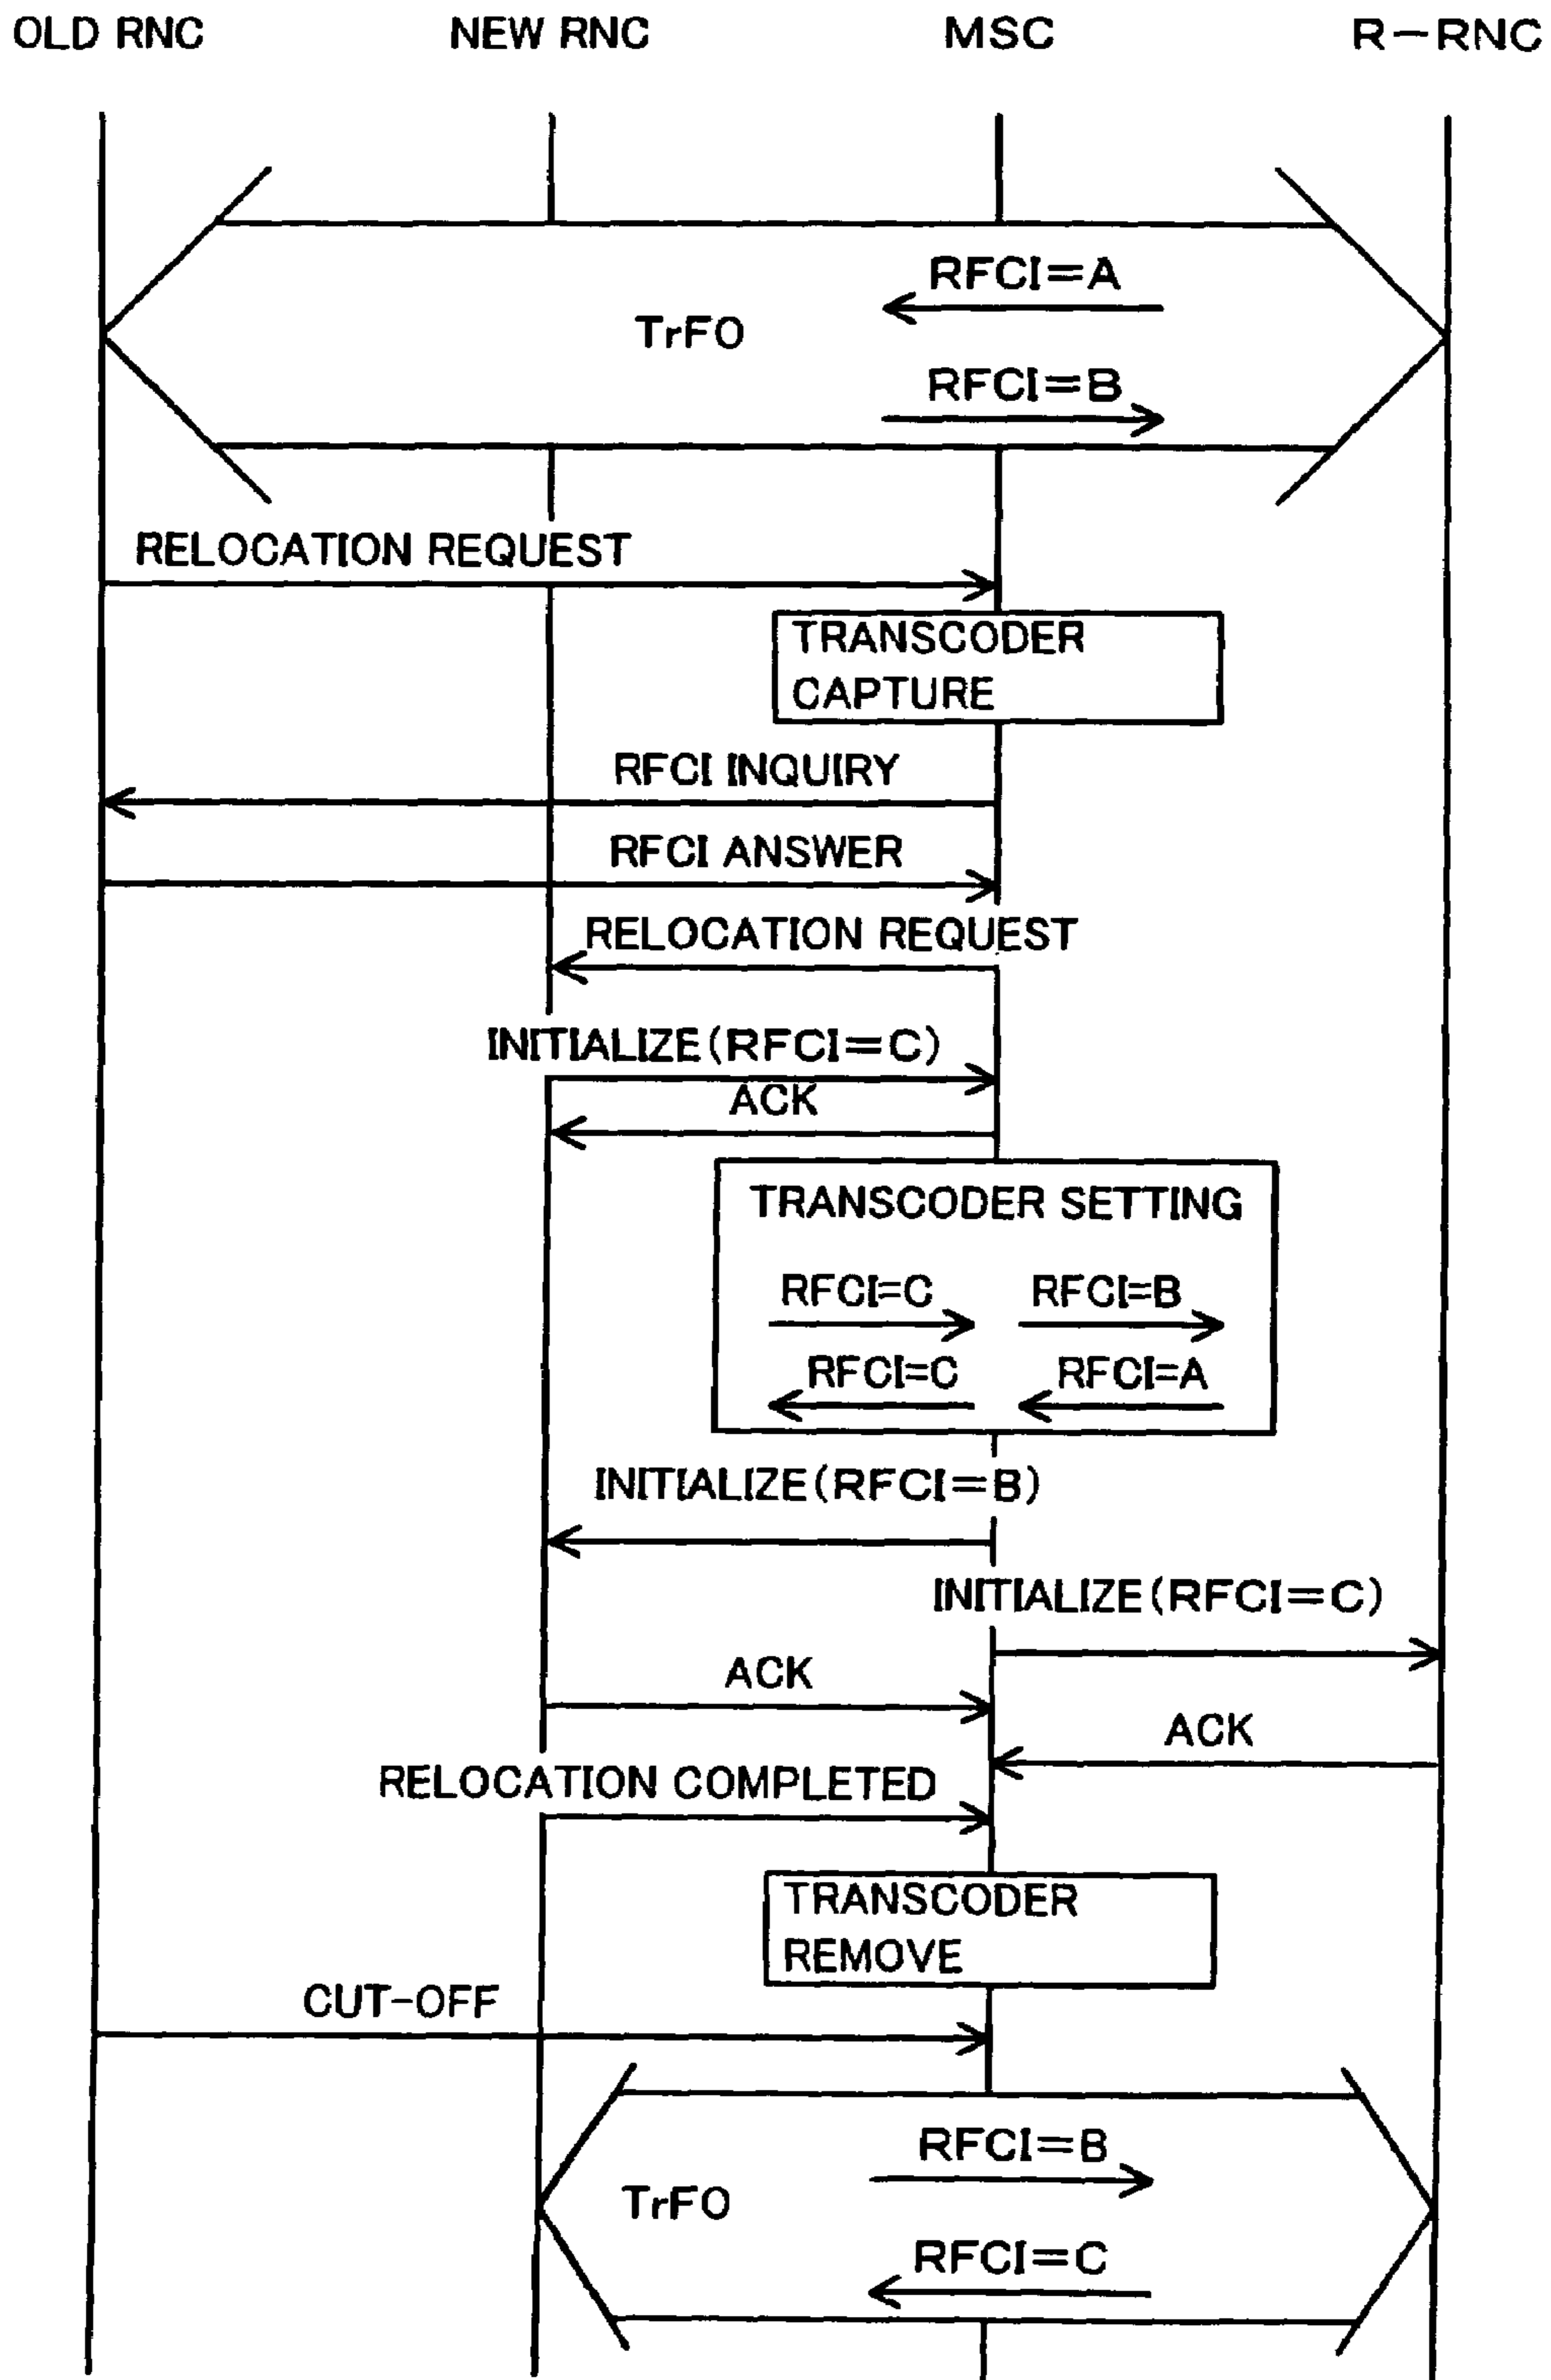 OLD RNC
NEW RNC
MSC
R-RNC
RFCI=A
TrFO
RFCI=B
RELOCATION REQUEST
TRANSCODER
CAPTURE
RFCI INQUIRY
RFCI ANSWER
RELOCATION REQUEST
INITIALIZE(RFCI=C)
ACK
TRANSCODER SETTING
RFCI=C
RFCI=B
RFCI=C
RFCI=A
INITIALIZE(RFCI=B)
INITIALIZE(RFCI=C)
ACK
ACK
RELOCATION COMPLETED
TRANSCODER
REMOVE
CUT-OFF
RFCI=B
TrFO
RFCI=C